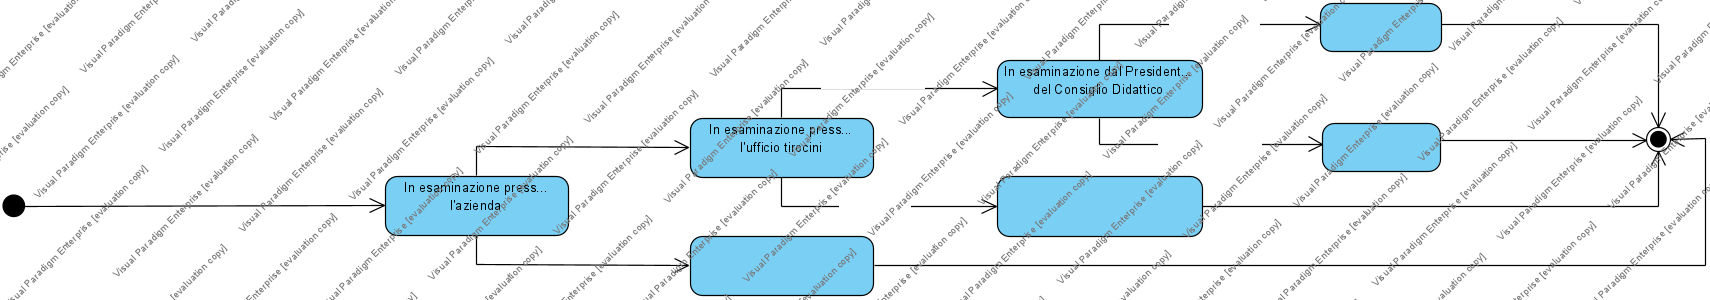 In esaminazione dal President...
del Consiglio Didattico
In esaminazione press...
l'ufficio tirocini
In esaminazione press...
l'azienda
Visual Paradigm Enterprise [evaluation copy]